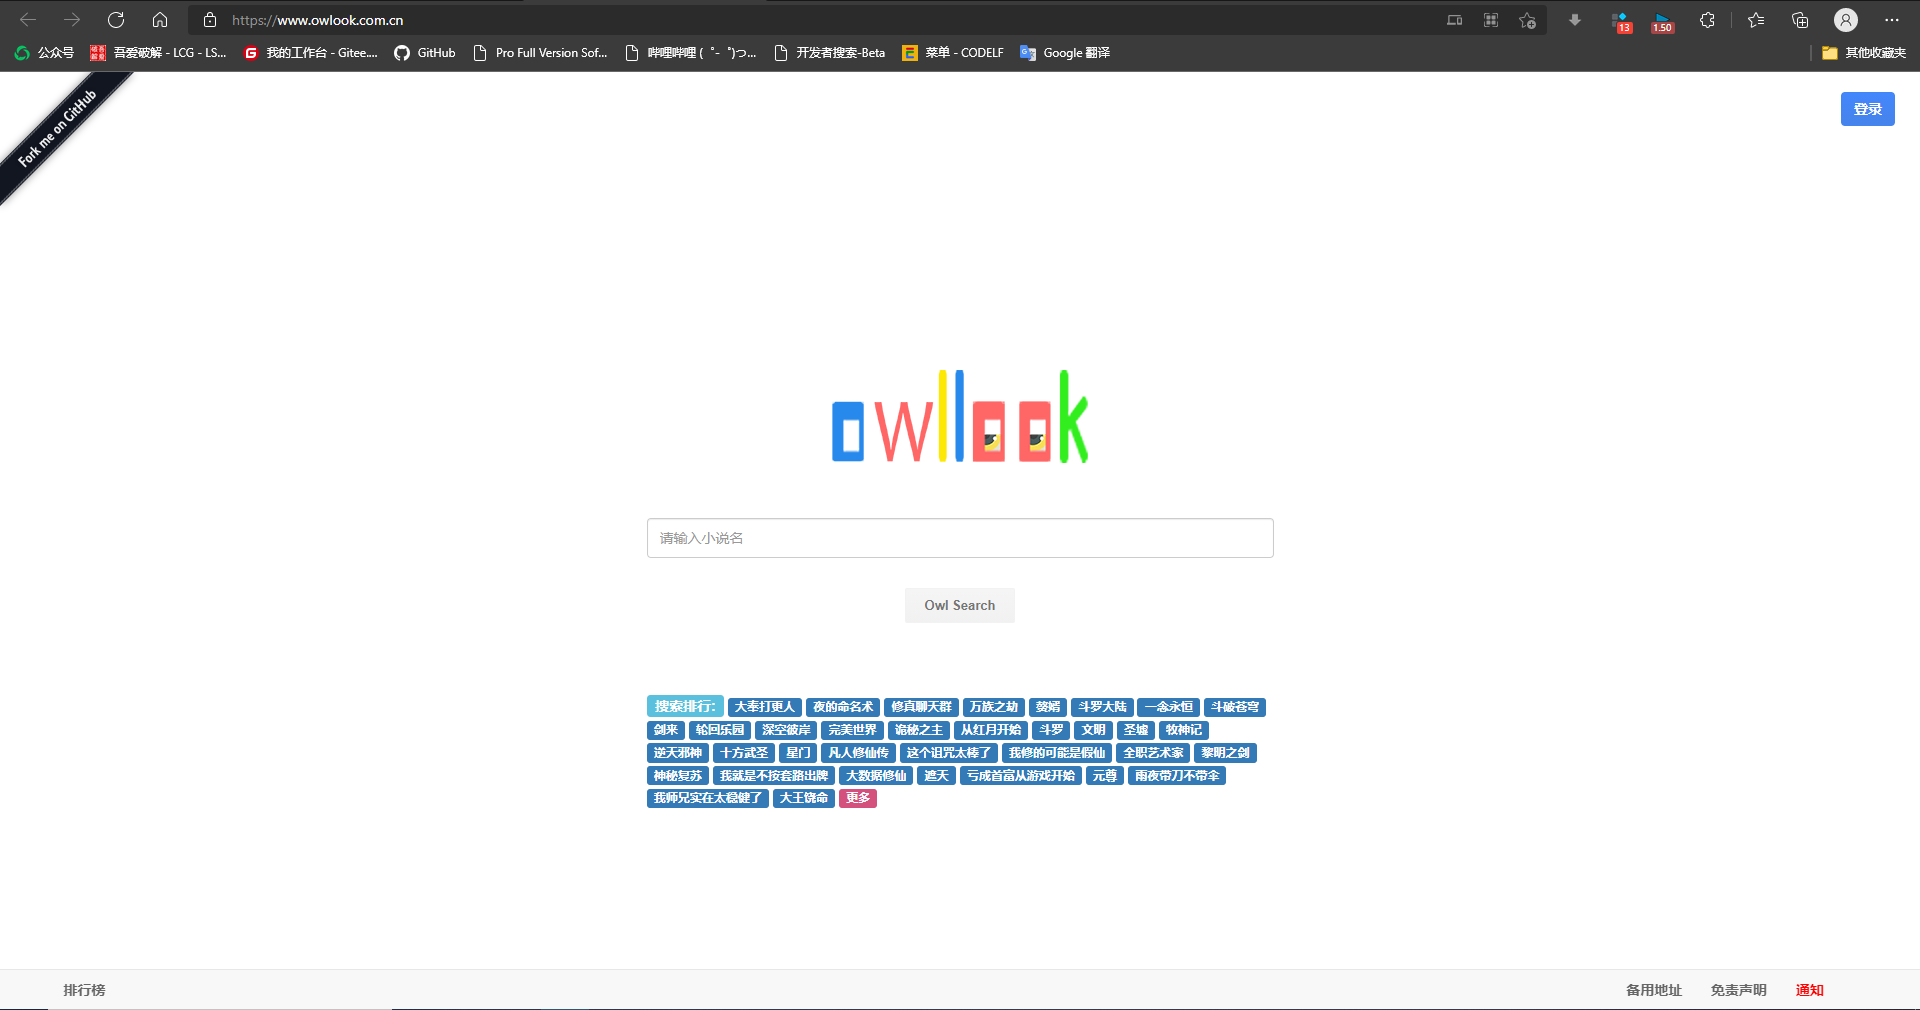 https://www.owlook.com.cn
13
1.50
公众号 吾爱破解 - LCG - LS... 我的工作台 - Gitee.... GitHub Pro Full Version Sof... 哔哩哔哩 ( ゜- ゜)つ... 开发者搜索-Beta 菜单 - CODELF Google 翻译 其他收藏夹
Fork me on GitHub
登录
owllook
请输入小说名
Owl Search
搜索排行: 大奉打更人 夜的命名术 修真聊天群 万族之劫 赘婿 斗罗大陆 一念永恒 斗破苍穹
剑来 轮回乐园 深空彼岸 完美世界 诡秘之主 从红月开始 斗罗 文明 圣墟 牧神记
逆天邪神 十方武圣 星门 凡人修仙传 这个诅咒太棒了 我修的可能是假仙 全职艺术家 黎明之剑
神秘复苏 我就是不按套路出牌 大数据修仙 遮天 亏成首富从游戏开始 元尊 雨夜带刀不带伞
我师兄实在太稳健了 大王饶命 更多
排行榜 备用地址 免责声明 通知